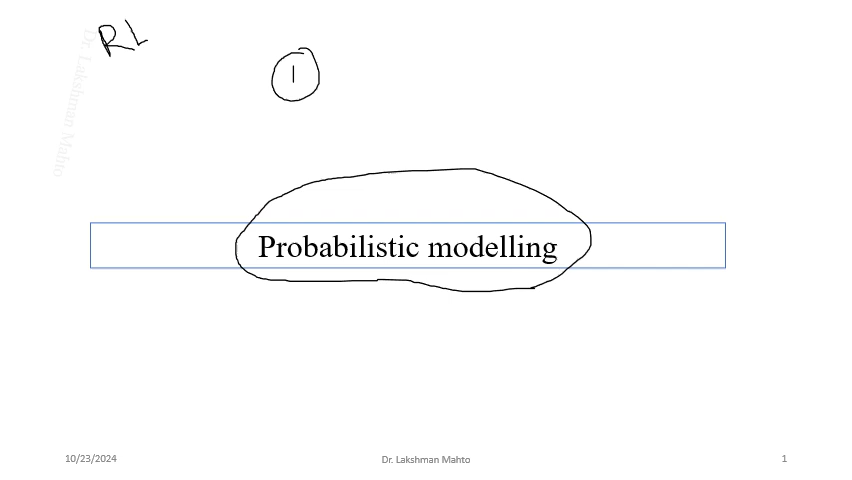 RL
1
Dr. Lakshman Mahto
Probabilistic modelling
10/23/2024
Dr. Lakshman Mahto
1